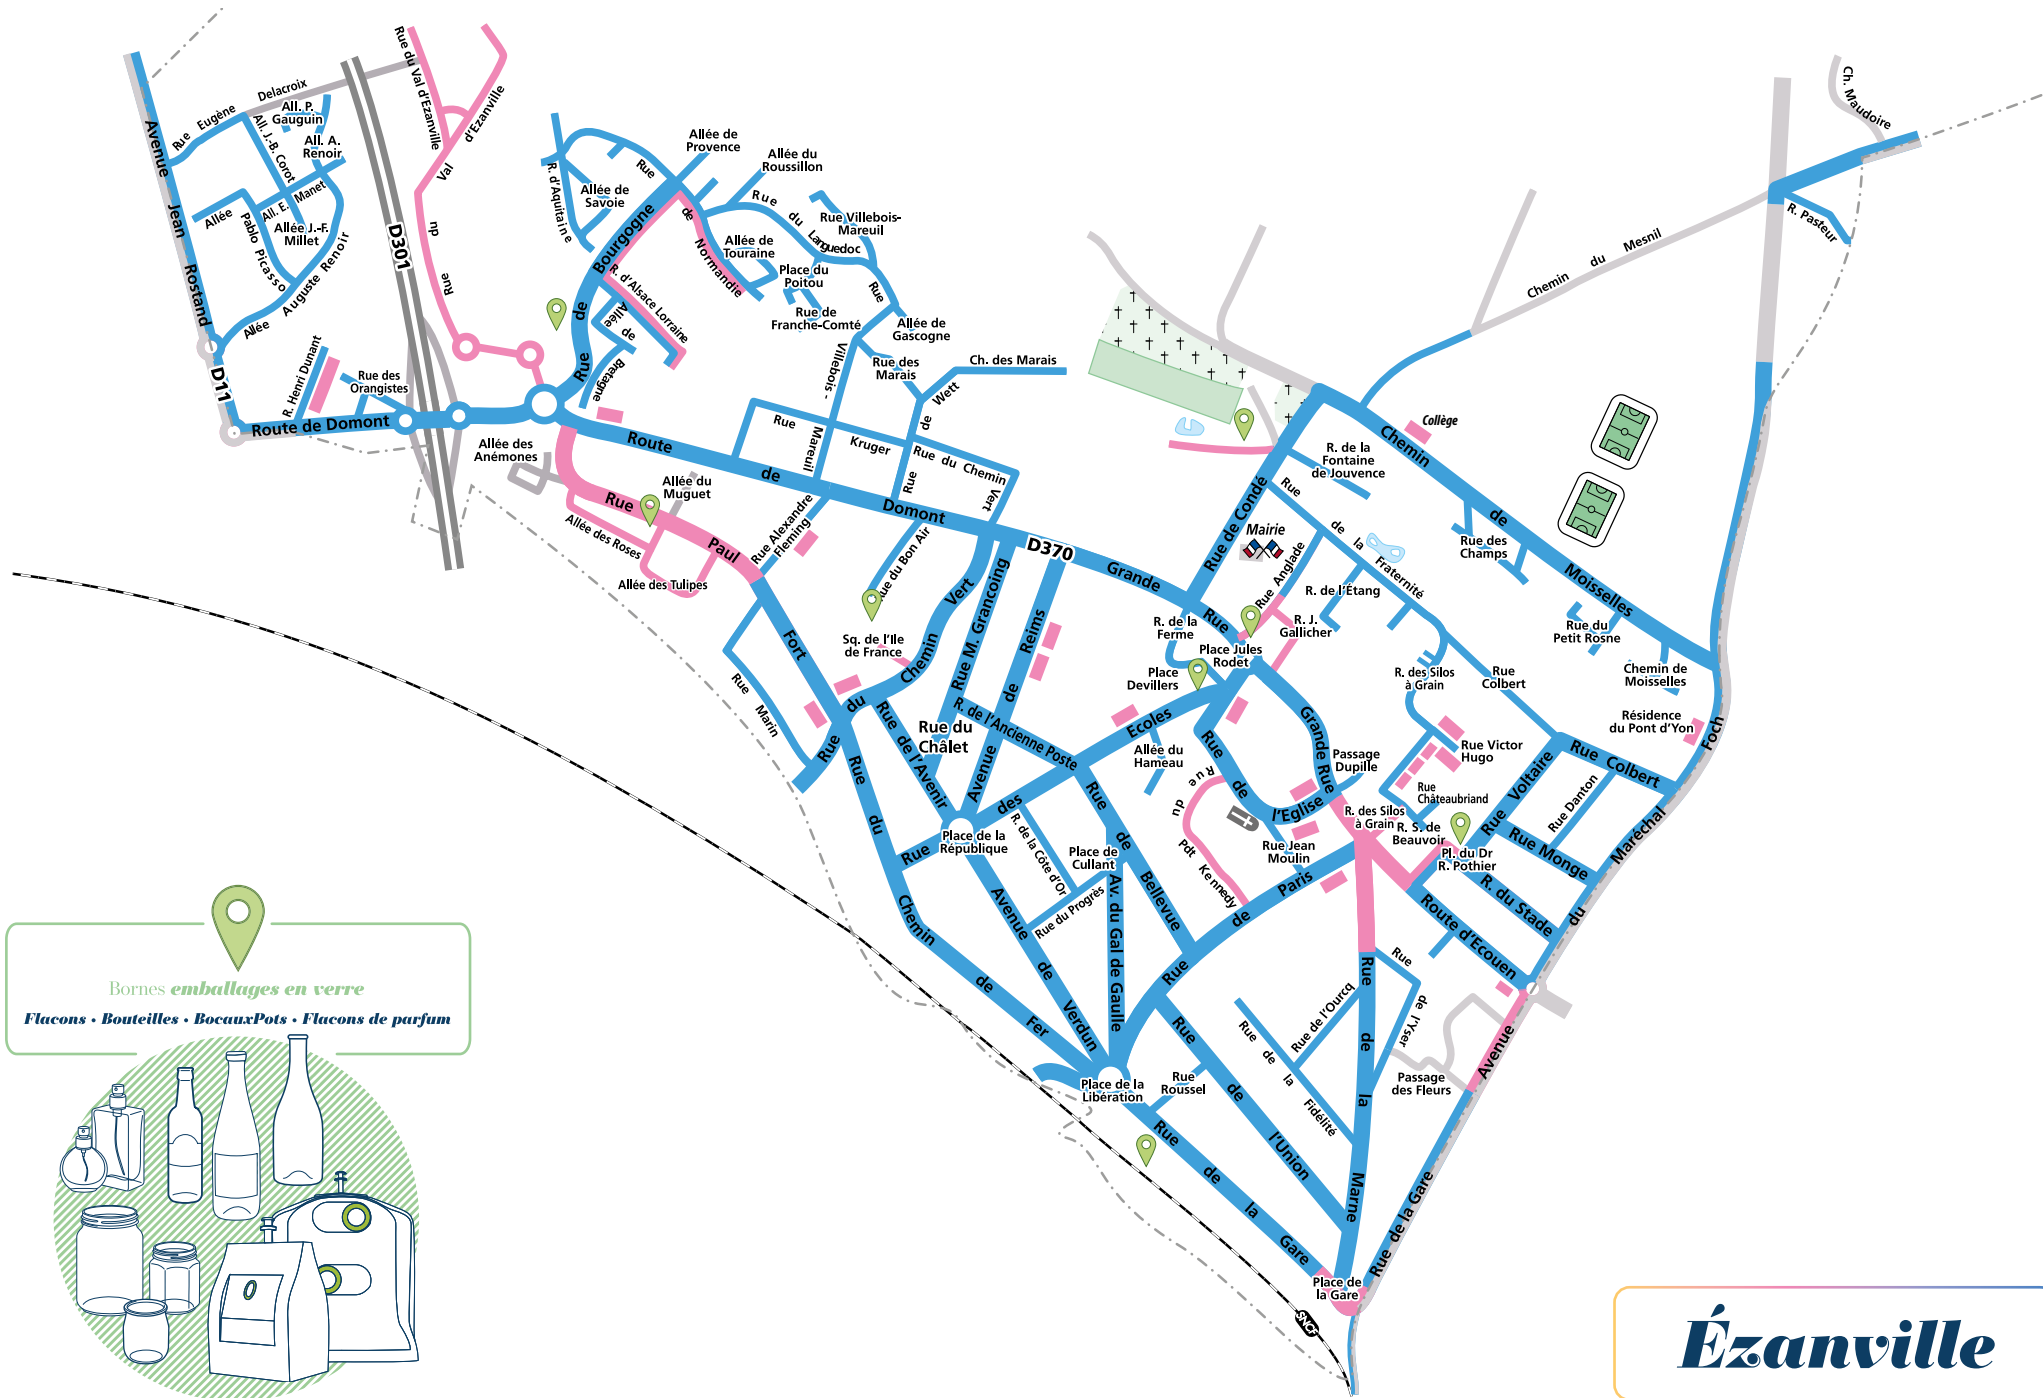 Avenue
Jean
Rostand
D11
Rue Eugène
Delacroix
All. P.
Gauguin
All. J.-B. Corot
All. A.
Renoir
All. E. Manet
Allée
Pablo Picasso
Allée J.-F.
Millet
Allée
Auguste Renoir
D301
Rue du Val d'Ezanville
Rue
du
Val
d'Ezanville
R. Henri Dunant
Rue des
Orangistes
Route de Domont
R. d'Aquitaine
Allée de
Savoie
Rue
de
Normandie
Allée de
Provence
Allée du
Roussillon
Rue du
Languedoc
Rue Villebois-
Mareuil
Allée de
Touraine
Place du
Poitou
Rue de
Franche-Comté
Rue
de
Bourgogne
R. d'Alsace Lorraine
Allée
de
Bretagne
Rue
Villebois-
Mareuil
Allée de
Gascogne
Rue des
Marais
Ch. des Marais
Rue
de
Wett
Rue
Kruger
Rue du Chemin
Vert
Allée des
Anémones
Route
de
Domont
D370
Allée du
Muguet
Rue
Paul
Fort
Allée des Roses
Allée des Tulipes
Rue Alexandre
Fleming
Rue du Bon Air
Sq. de l'Ile
de France
Rue
Marin
Rue
du
Chemin
Vert
Rue M. Grancoing
Avenue
de
Reims
Rue du
Châlet
Rue
de l'Avenir
R. de l'Ancienne Poste
Rue
du
Chemin
de
Fer
Rue
des
Ecoles
Place de la
République
R. de la Côte d'Or
Place de
Cullant
Rue du Progrès
Avenue
de
Verdun
Av. du Gal de Gaulle
Rue
de
Bellevue
Place de la
Libération
Grande
Rue
Rue de Condé
Mairie
R. de la
Ferme
Place
Devillers
Place Jules
Rodet
Rue Anglade
R. J.
Gallicher
R. de l'Étang
Rue
de
la
Fraternité
R. de la
Fontaine
de Jouvence
Collège
Chemin
de
Moisselles
Rue des
Champs
Rue du
Petit Rosne
Chemin de
Moisselles
Chemin du Mesnil
R. Pasteur
Ch. Maudoire
Rue
Colbert
R. des Silos
à Grain
Résidence
du Pont d'Yon
Rue Victor
Hugo
Rue
Châteaubriand
R. S. de
Beauvoir
Pl. du Dr
R. Pothier
Rue Colbert
Rue Voltaire
Rue Danton
Rue Monge
R. du Stade
Route d'Ecouen
Avenue
du
Maréchal
Foch
Allée du
Hameau
Rue
du
Pdt Kennedy
Rue
de
l'Eglise
Grande Rue
Passage
Dupille
R. des Silos
à Grain
Rue Jean
Moulin
Rue
de
Paris
Rue
de l'Yser
Rue de l'Ourcq
Rue
de
la
Fidélité
Rue
de
la
Marne
Passage
des Fleurs
Rue
Roussel
Rue
de
l'Union
Rue
de
la
Gare
Place de
la Gare
Rue de la Gare
SNCF
Bornes emballages en verre
Flacons • Bouteilles • BocauxPots • Flacons de parfum
Ézanville